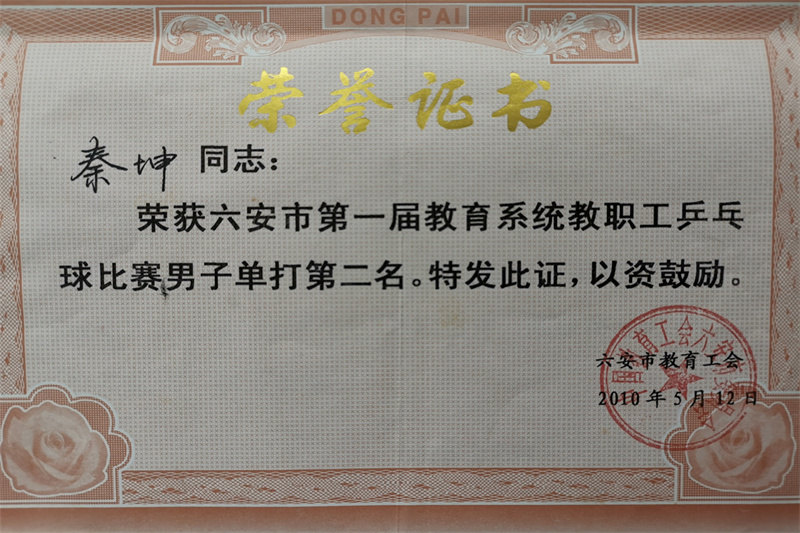 DONG PAI
荣誉证书
秦坤 同志：
荣获六安市第一届教育系统教职工乒乓
球比赛男子单打第二名。特发此证，以资鼓励。
六安市教育工会
2010年5月12日